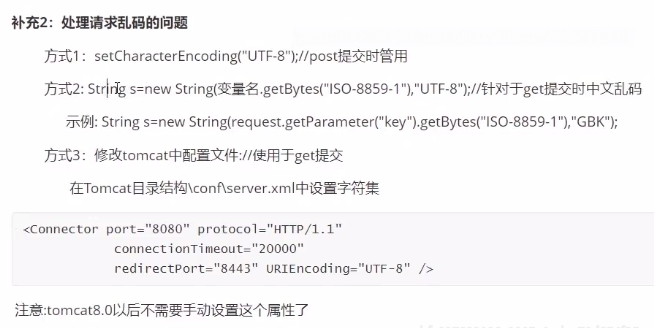 补充2：处理请求乱码的问题
方式1：setCharacterEncoding("UTF-8");//post提交时管用
方式2: String s=new String(变量名.getBytes("ISO-8859-1"),"UTF-8");//针对于get提交时中文乱码
示例: String s=new String(request.getParameter("key").getBytes("ISO-8859-1"),"GBK");
方式3：修改tomcat中配置文件://使用于get提交
在Tomcat目录结构\conf\server.xml中设置字符集
<Connector port="8080" protocol="HTTP/1.1"
connectionTimeout="20000"
redirectPort="8443" URIEncoding="UTF-8" />
注意:tomcat8.0以后不需要手动设置这个属性了